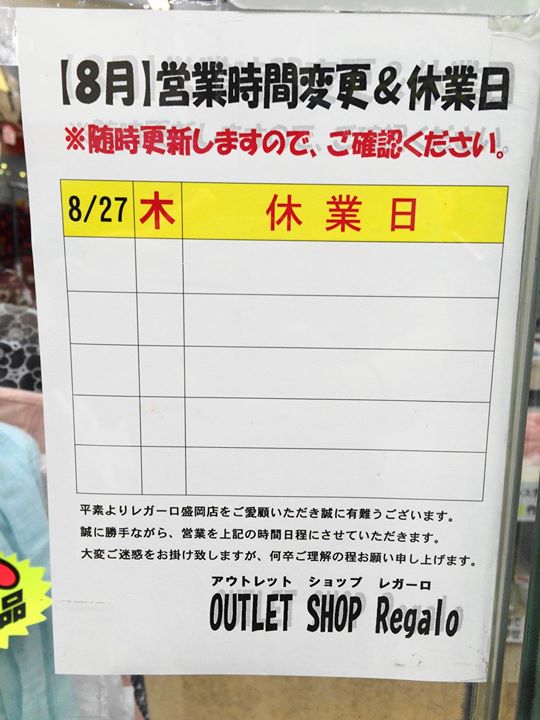 【8月】営業時間変更＆休業日
※随時更新しますので、ご確認ください。
8/27 木 休業日
平素よりレガーロ盛岡店をご愛顧いただき誠に有難うございます。
誠に勝手ながら、営業を上記の時間日程にさせていただきます。
大変ご迷惑をお掛け致しますが、何卒ご理解の程お願い申し上げます。
アウトレット ショップ レガーロ
OUTLET SHOP Regalo
品